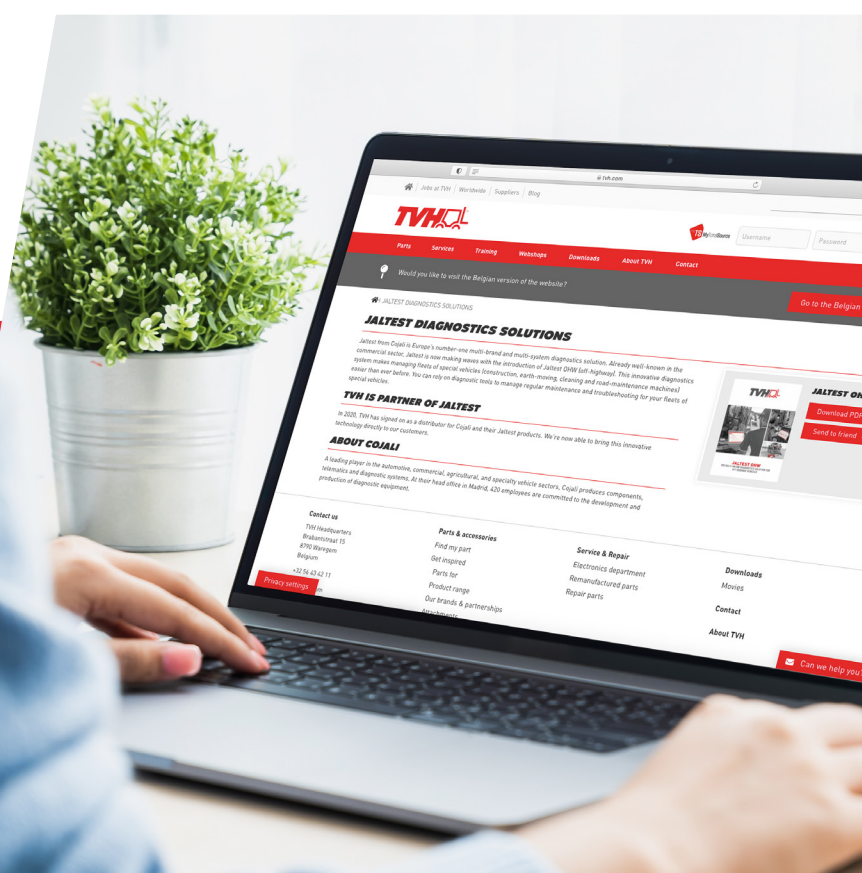 tvh.com
Jobs at TVH | Worldwide | Suppliers | Blog
TVH
TS MyTotalSource Username Password
Parts Services Training Webshops Downloads About TVH Contact
Would you like to visit the Belgian version of the website?
Go to the Belgian
JALTEST DIAGNOSTICS SOLUTIONS
JALTEST DIAGNOSTICS SOLUTIONS
Jaltest from Cojali is Europe's number-one multi-brand and multi-system diagnostics solution. Already well-known in the
commercial sector, Jaltest is now making waves with the introduction of Jaltest OHW (off-highway). This innovative diagnostics
system makes managing fleets of special vehicles (construction, earth-moving, cleaning and road-maintenance machines)
easier than ever before. You can rely on diagnostic tools to manage regular maintenance and troubleshooting for your fleets of
special vehicles.
TVH
JALTEST OHW
JALTEST OH
Download PDF
Send to friend
TVH IS PARTNER OF JALTEST
In 2020, TVH has signed on as a distributor for Cojali and their Jaltest products. We're now able to bring this innovative
technology directly to our customers.
ABOUT COJALI
A leading player in the automotive, commercial, agricultural, and specialty vehicle sectors, Cojali produces components,
telematics and diagnostic systems. At their head office in Madrid, 420 employees are committed to the development and
production of diagnostic equipment.
Contact us
TVH Headquarters
Brabantstraat 15
8790 Waregem
Belgium
+32 56 43 42 11
Privacy settings
Parts & accessories
Find my part
Get inspired
Parts for
Product range
Our brands & partnerships
Attachments
Service & Repair
Electronics department
Remanufactured parts
Repair parts
Downloads
Movies
Contact
About TVH
Can we help you?